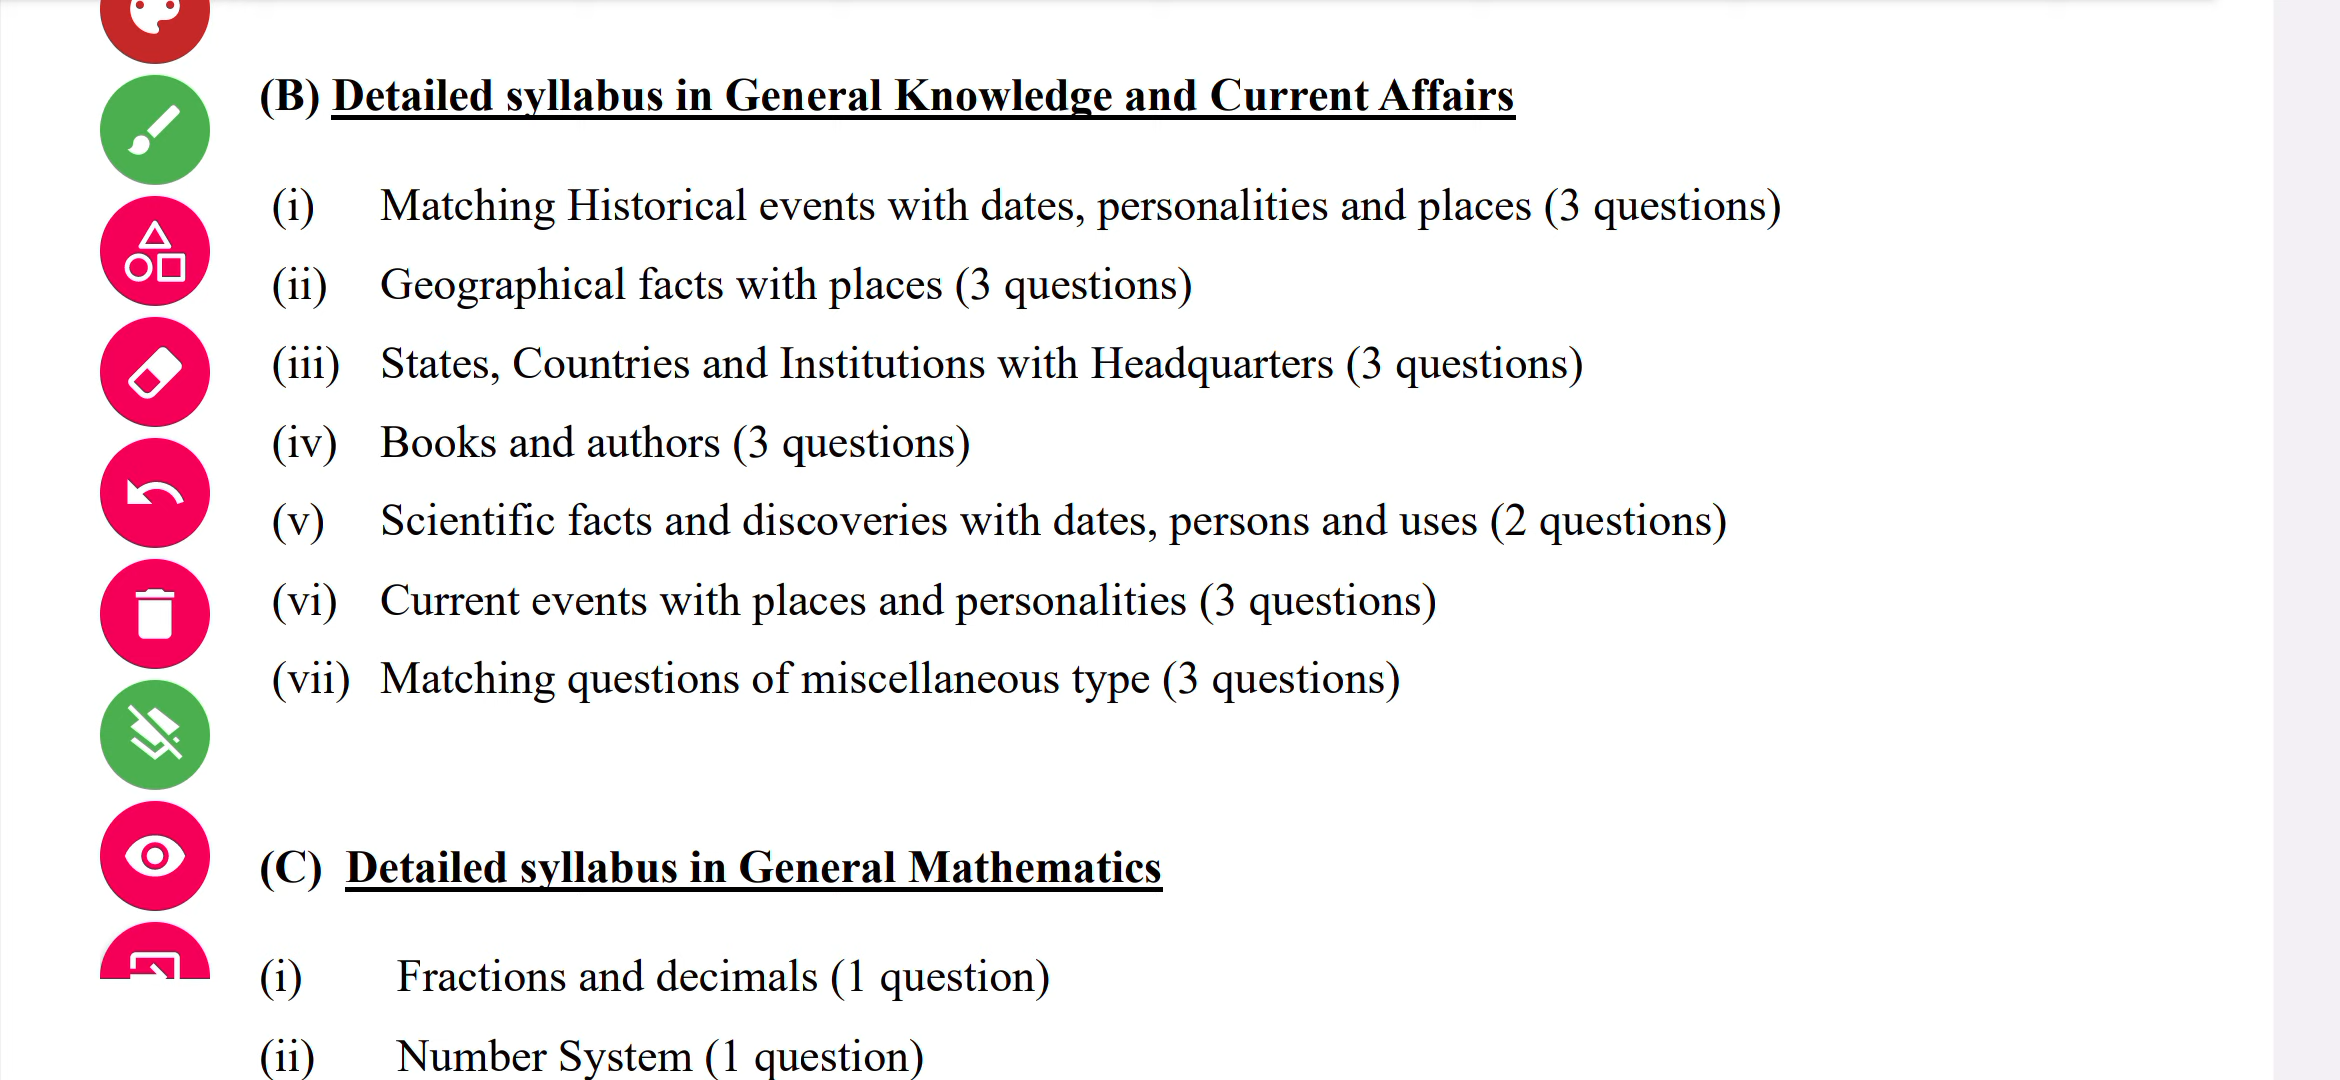 (B) Detailed syllabus in General Knowledge and Current Affairs
(i) Matching Historical events with dates, personalities and places (3 questions)
(ii) Geographical facts with places (3 questions)
(iii) States, Countries and Institutions with Headquarters (3 questions)
(iv) Books and authors (3 questions)
(v) Scientific facts and discoveries with dates, persons and uses (2 questions)
(vi) Current events with places and personalities (3 questions)
(vii) Matching questions of miscellaneous type (3 questions)
(C) Detailed syllabus in General Mathematics
(i) Fractions and decimals (1 question)
(ii) Number System (1 question)